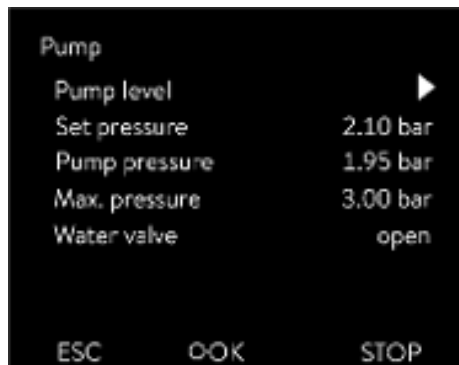 Pump
Pump level
Set pressure 2.10 bar
Pump pressure 1.95 bar
Max. pressure 3.00 bar
Water valve open
ESC OOK STOP